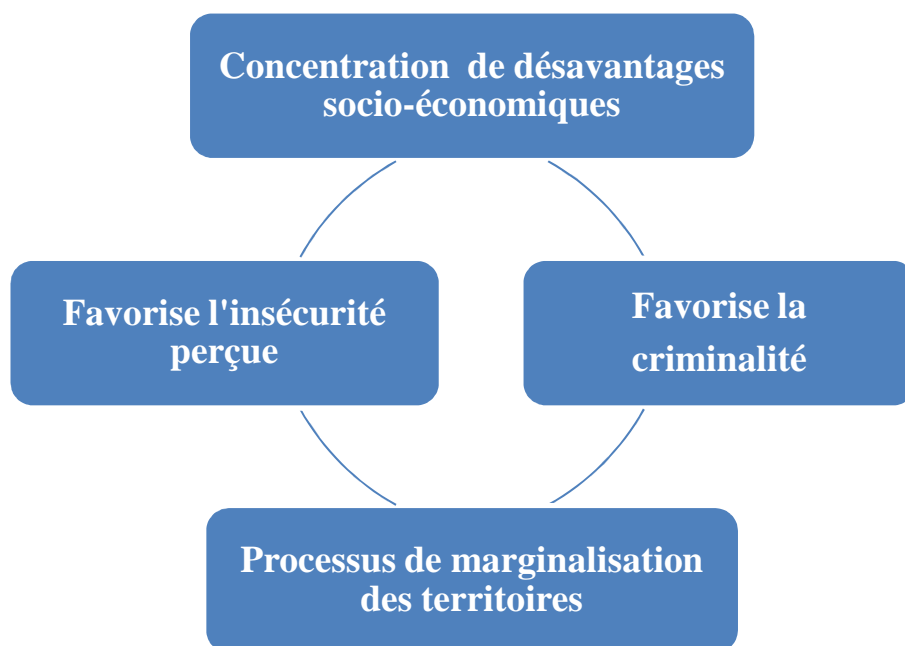 Concentration de désavantages
socio-économiques
Favorise l'insécurité
perçue
Favorise la
criminalité
Processus de marginalisation
des territoires